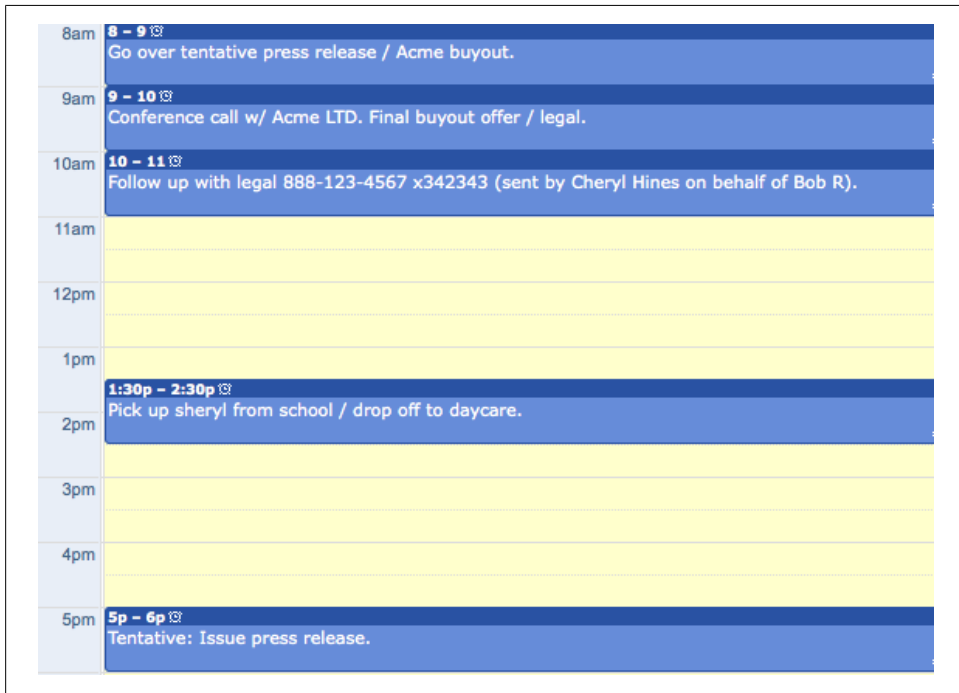 8am
8 – 9
Go over tentative press release / Acme buyout.
9am
9 – 10
Conference call w/ Acme LTD. Final buyout offer / legal.
10am
10 – 11
Follow up with legal 888-123-4567 x342343 (sent by Cheryl Hines on behalf of Bob R).
11am
12pm
1pm
1:30p – 2:30p
Pick up sheryl from school / drop off to daycare.
2pm
3pm
4pm
5pm
5p – 6p
Tentative: Issue press release.